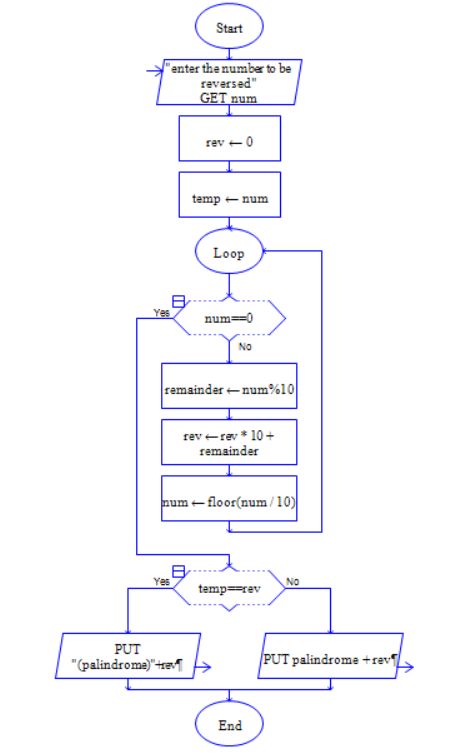 Start
"enter the number to be
reversed"
GET num
rev ← 0
temp ← num
Loop
Yes
num==0
No
remainder ← num%10
rev ← rev * 10 +
remainder
num ← floor(num / 10)
Yes
temp==rev
No
PUT
"(palindrome)"+rev¶
PUT palindrome + rev¶
End